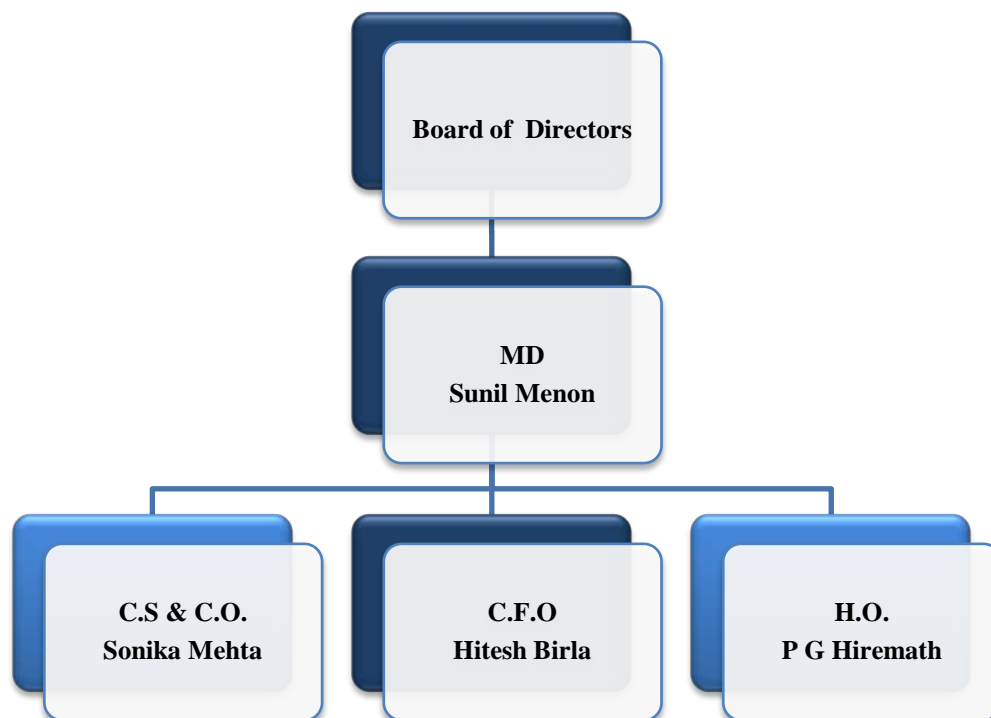 Board of  Directors
MD
Sunil Menon
C.S & C.O.
Sonika Mehta
C.F.O
Hitesh Birla
H.O.
P G Hiremath